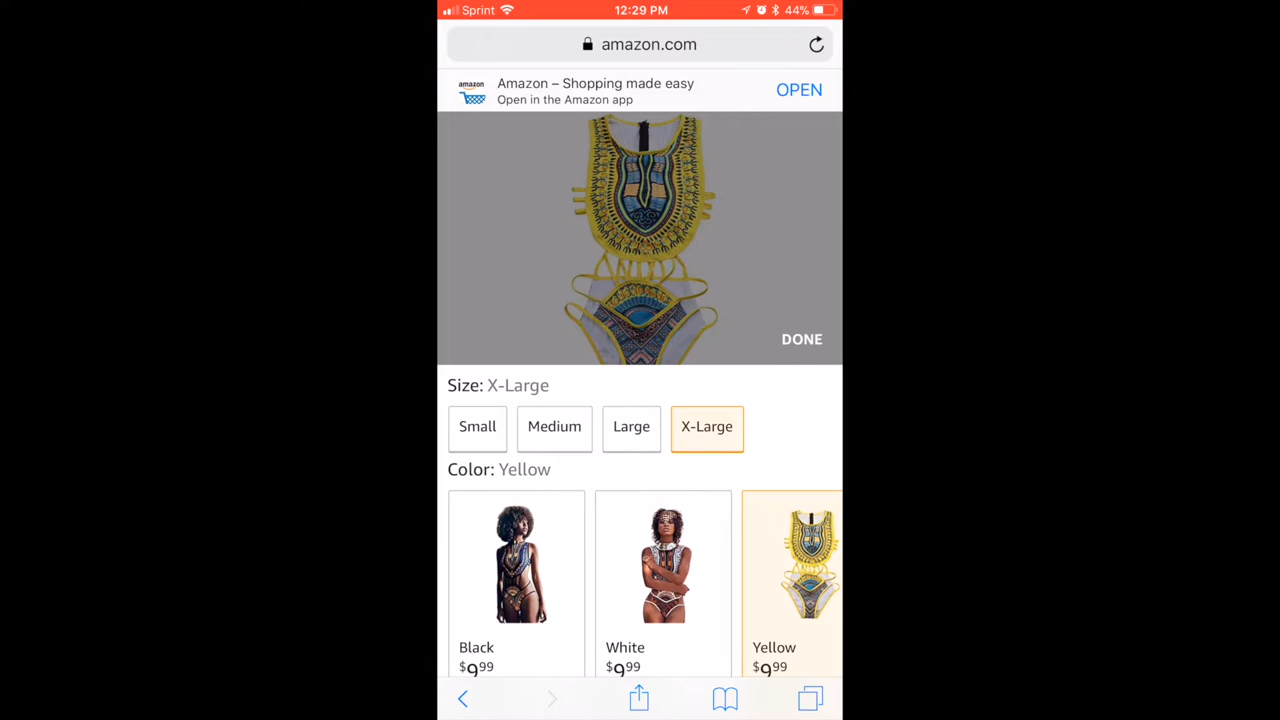 Sprint 12:29 PM 44%
amazon.com
amazon
Amazon – Shopping made easy
Open in the Amazon app
OPEN
DONE
Size: X-Large
Small Medium Large X-Large
Color: Yellow
Black White Yellow
$9.99 $9.99 $9.99